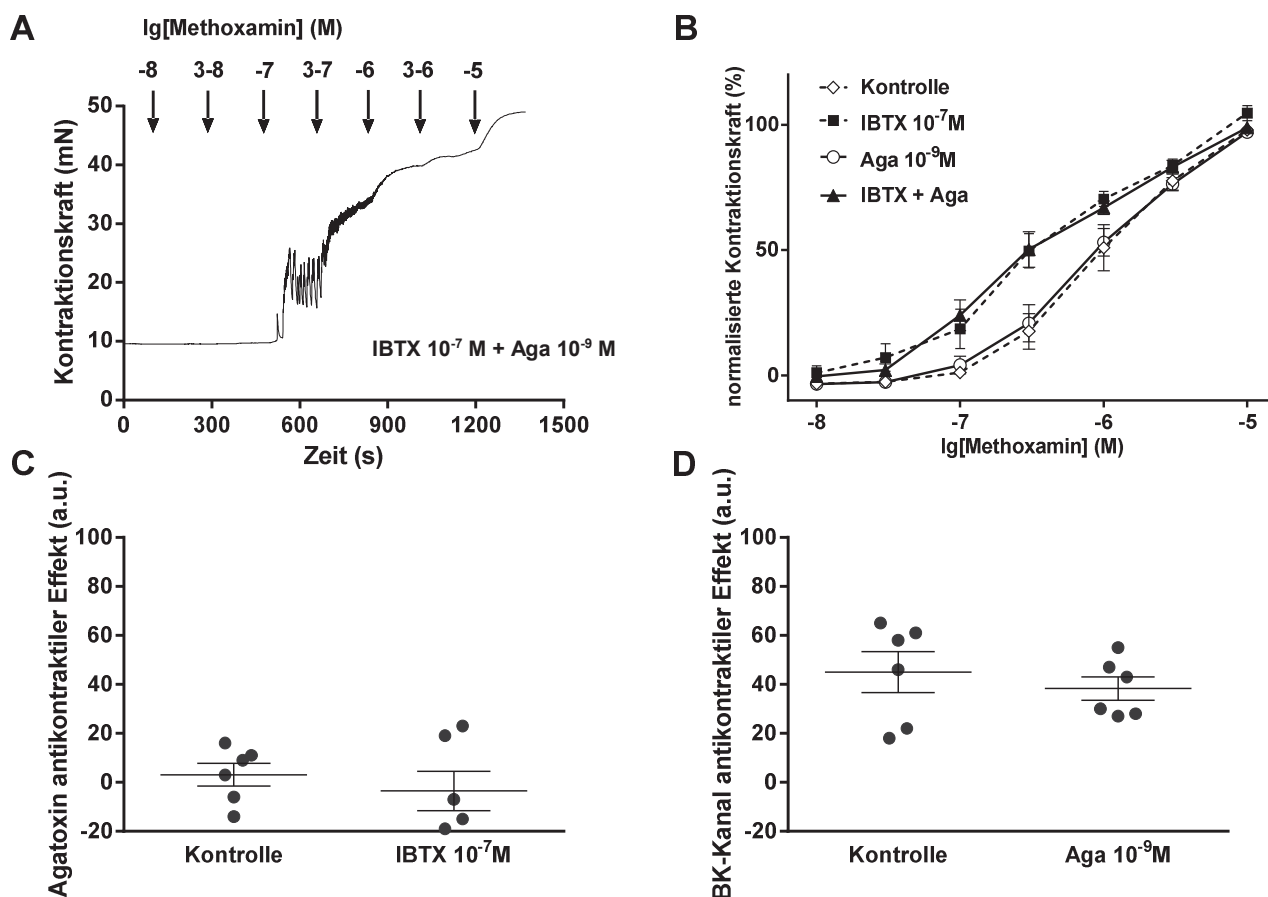 A
lg[Methoxamin] (M)
-8 3-8 -7 3-7 -6 3-6 -5
Kontraktionskraft (mN)
50
40
30
20
10
0
IBTX 10-7 M + Aga 10-9 M
0 300 600 900 1200 1500
Zeit (s)
B
normalisierte Kontraktionskraft (%)
Kontrolle
IBTX 10-7M
Aga 10-9M
IBTX + Aga
100
50
0
-8 -7 -6 -5
lg[Methoxamin] (M)
C
Agatoxin antikontraktiler Effekt (a.u.)
100
80
60
40
20
0
-20
Kontrolle IBTX 10-7M
D
BK-Kanal antikontraktiler Effekt (a.u.)
100
80
60
40
20
0
-20
Kontrolle Aga 10-9M